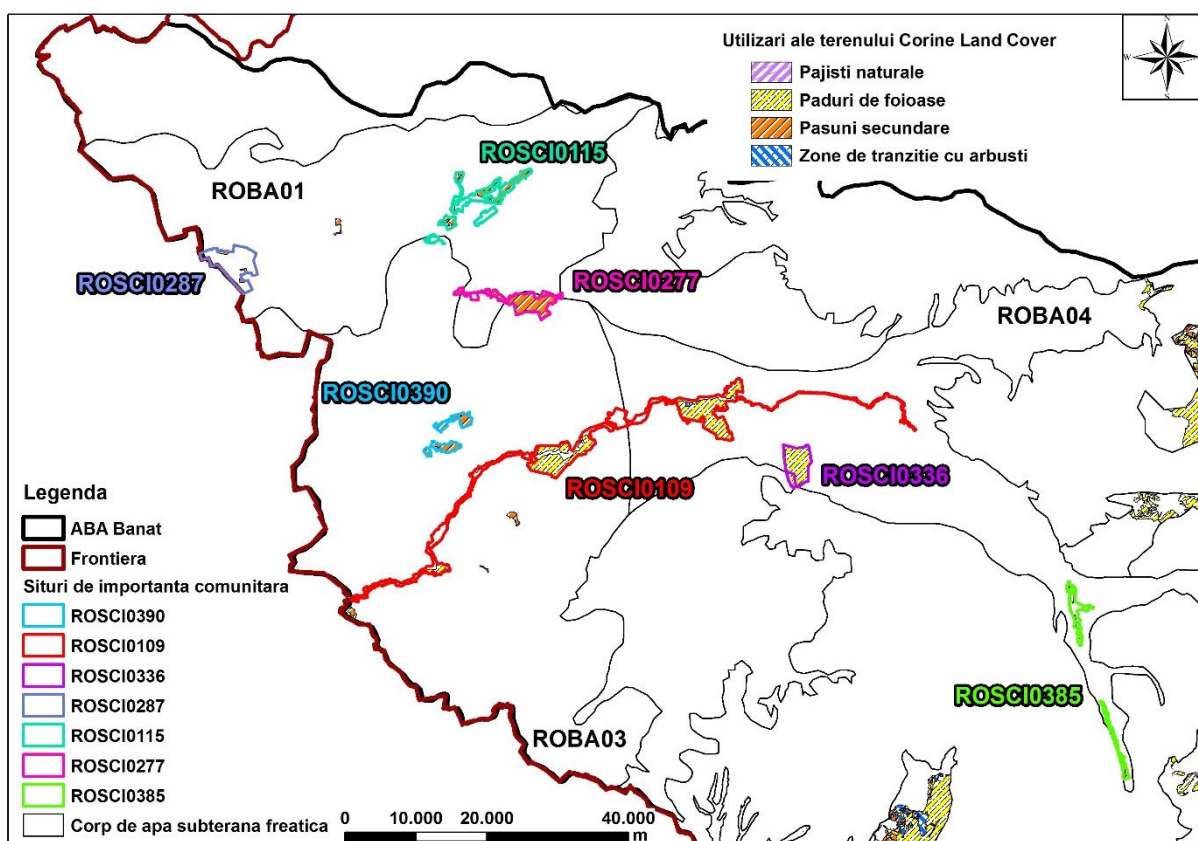 Utilizari ale terenului Corine Land Cover
Pajisti naturale
Paduri de foioase
Pasuni secundare
Zone de tranzitie cu arbusti
N
W
E
S
ROSCI0115
ROBA01
ROSCI0287
ROSCI0277
ROBA04
ROSCI0390
ROSCI0109
ROSCI0336
ROSCI0385
ROBA03
Legenda
ABA Banat
Frontiera
Situri de importanta comunitara
ROSCI0390
ROSCI0109
ROSCI0336
ROSCI0287
ROSCI0115
ROSCI0277
ROSCI0385
Corp de apa subterana freatica
0 10.000 20.000 40.000
m